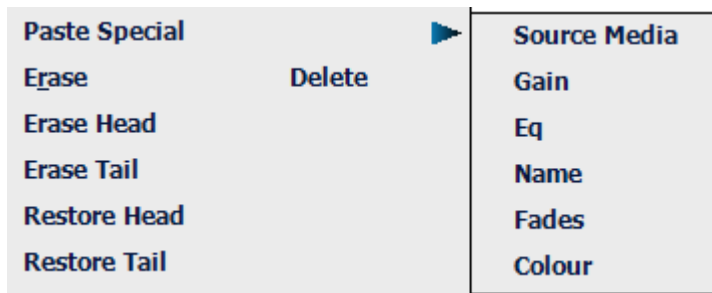 Paste Special
Erase Delete
Erase Head
Erase Tail
Restore Head
Restore Tail
Source Media
Gain
Eq
Name
Fades
Colour